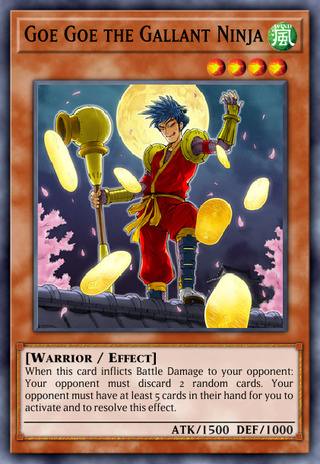 Goe Goe the Gallant Ninja
WIND
風
[Warrior / Effect]
When this card inflicts Battle Damage to your opponent:
Your opponent must discard 2 random cards. Your
opponent must have at least 5 cards in their hand for you to
activate and to resolve this effect.
ATK/1500 DEF/1000